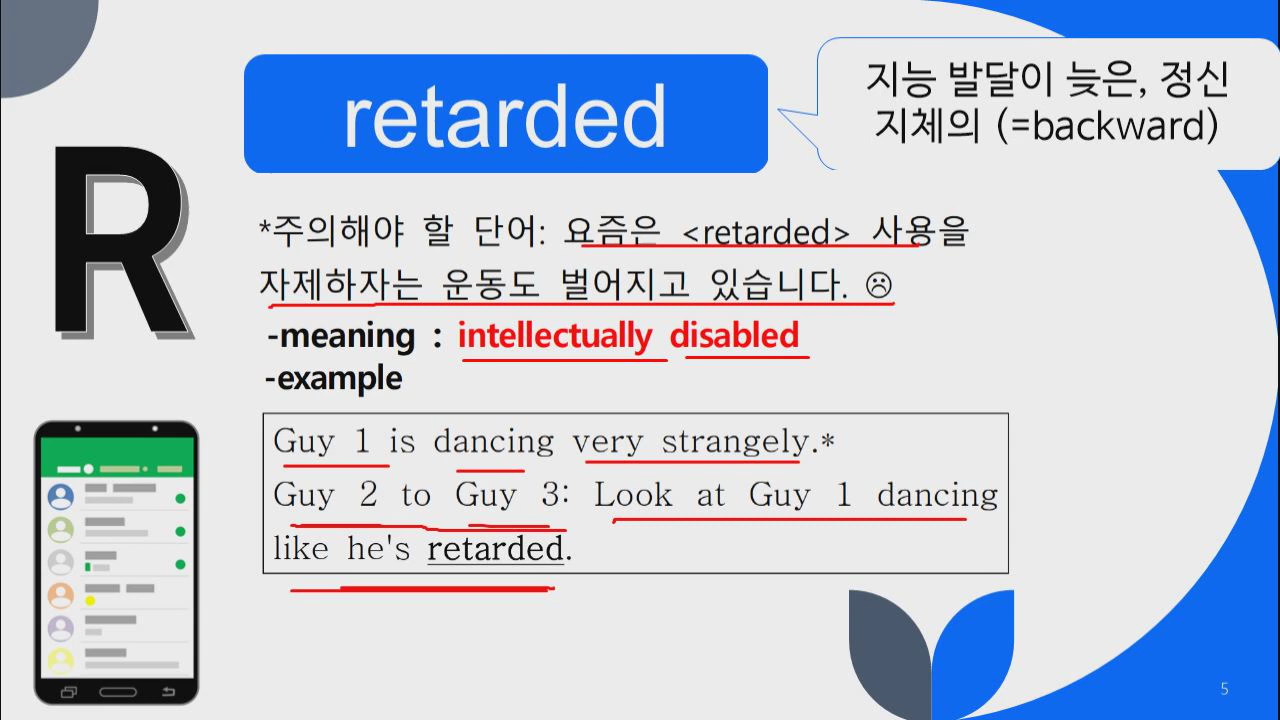 retarded
지능 발달이 늦은, 정신
지체의 (=backward)
R
*주의해야 할 단어: 요즘은 <retarded> 사용을
자제하자는 운동도 벌어지고 있습니다. ☹
-meaning : intellectually disabled
-example
Guy 1 is dancing very strangely.*
Guy 2 to Guy 3: Look at Guy 1 dancing
like he's retarded.
5